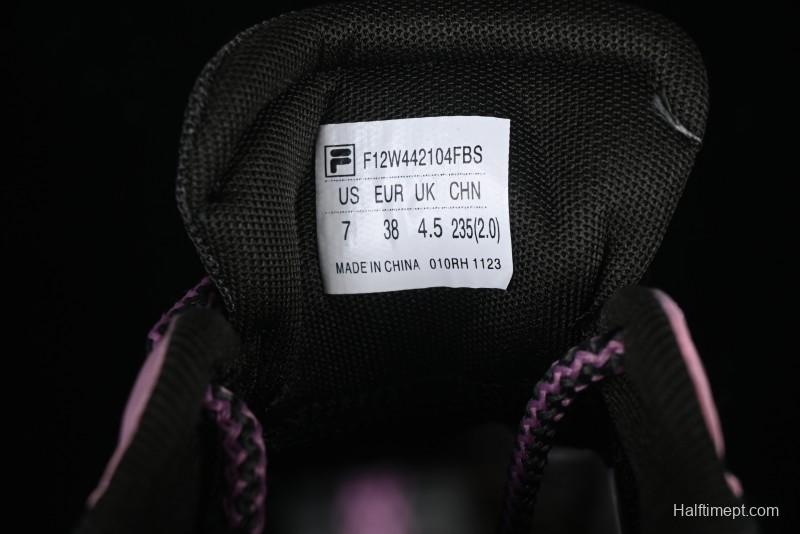 F F12W442104FBS
US EUR UK CHN
7 38 4.5 235(2.0)
MADE IN CHINA 010RH 1123
Halftimept.com